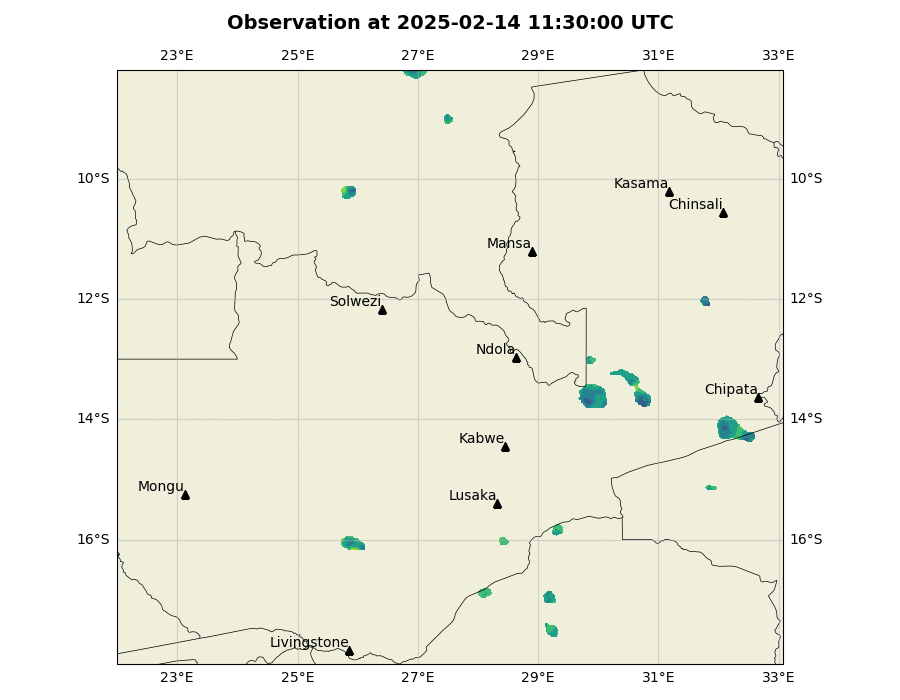 Observation at 2025-02-14 11:30:00 UTC
23°E 25°E 27°E 29°E 31°E 33°E
10°S 10°S
Kasama
Chinsali
Mansa
12°S 12°S
Solwezi
Ndola
Chipata
14°S 14°S
Kabwe
Mongu
Lusaka
16°S 16°S
Livingstone
23°E 25°E 27°E 29°E 31°E 33°E